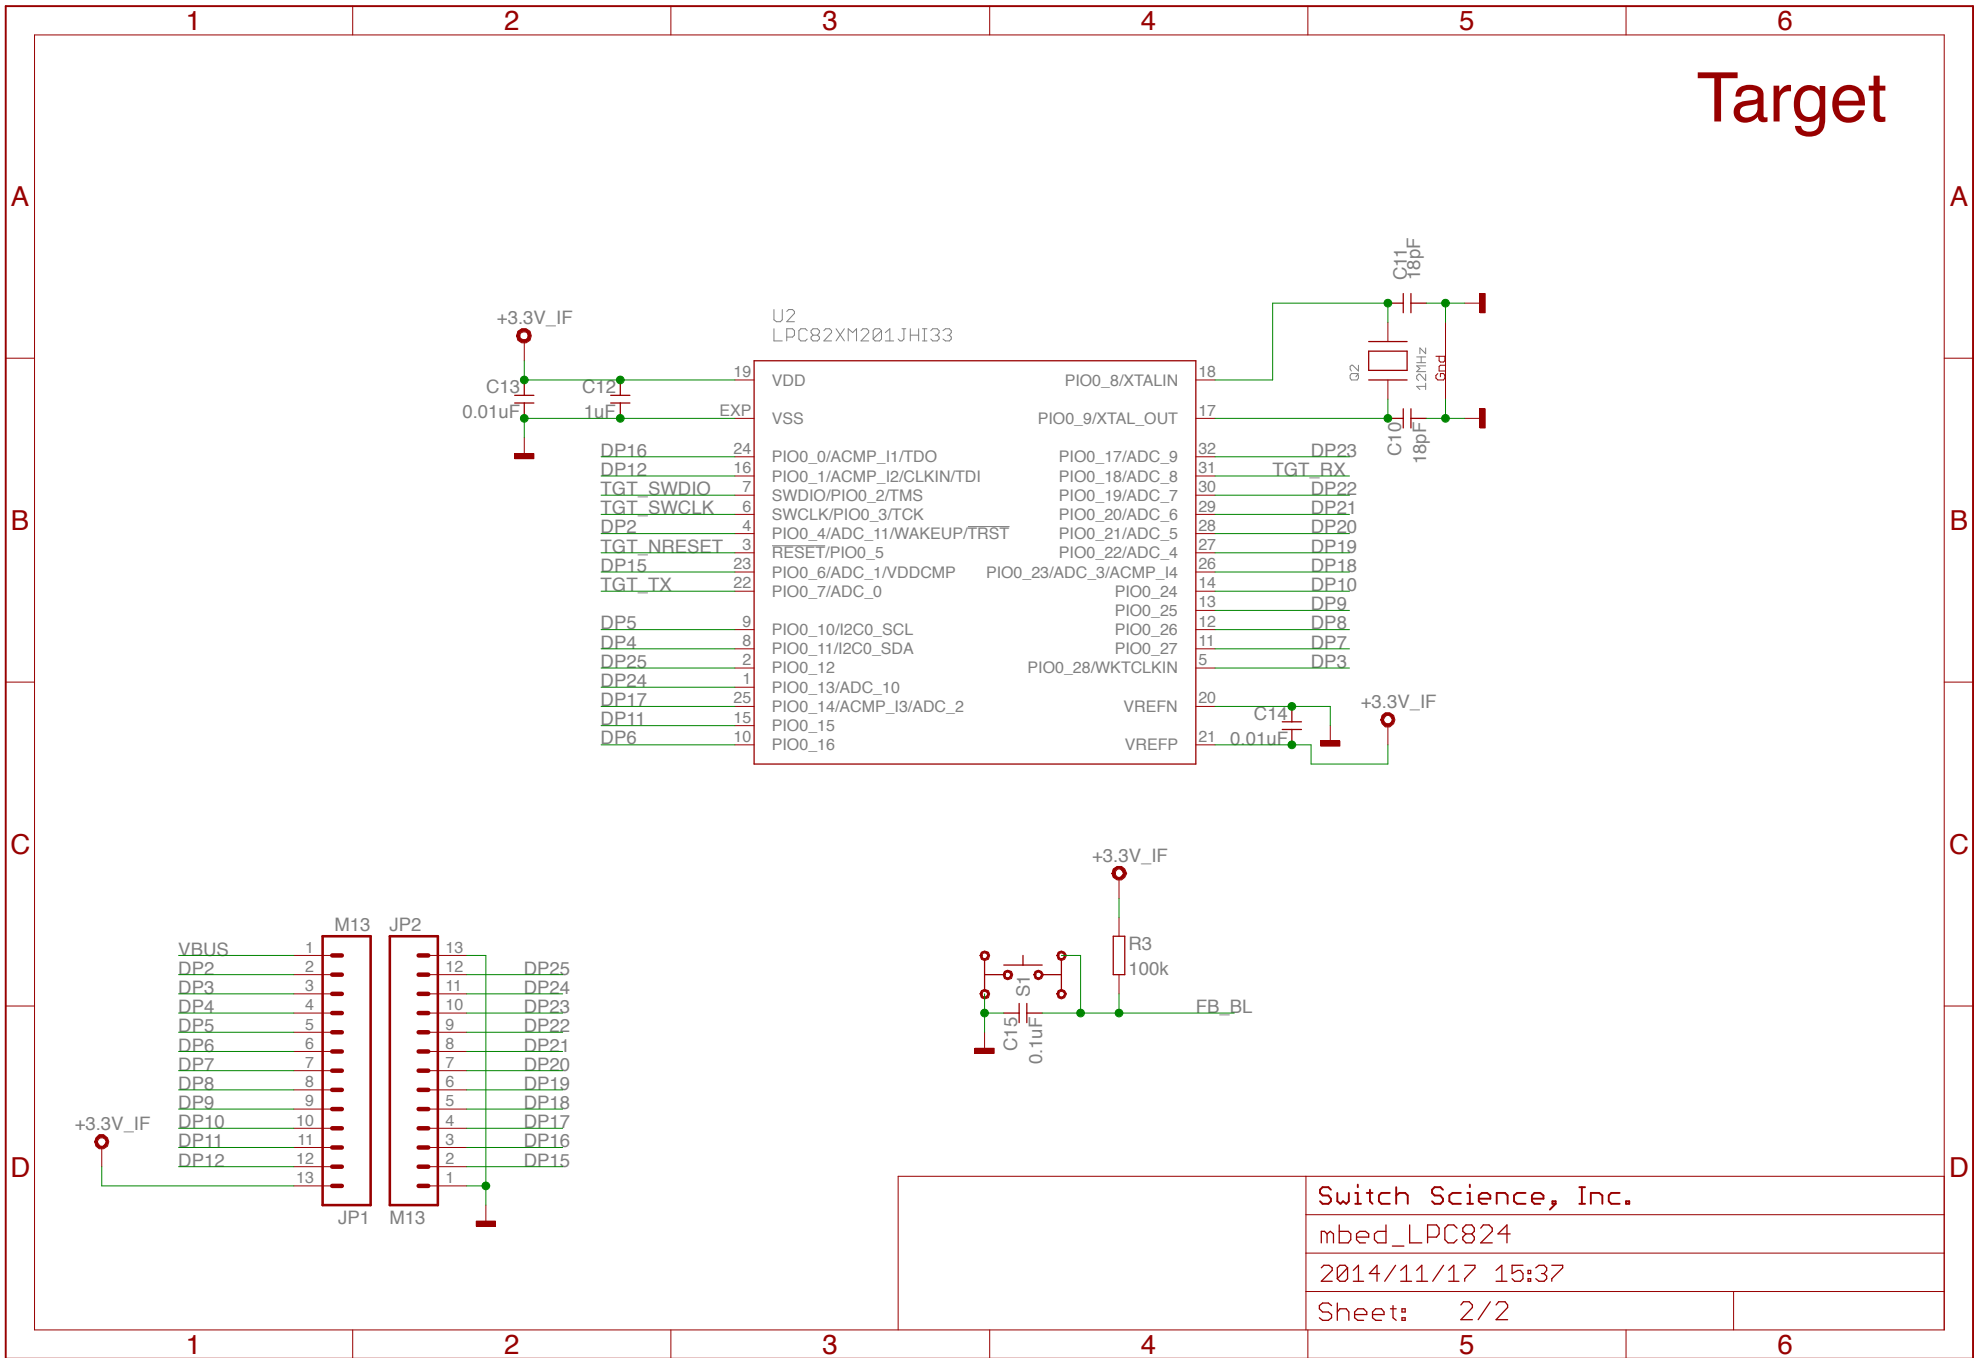 1 2 3 4 5 6
Target
A A
B B
C C
D D
C11
18pF
+3.3V_IF
U2
LPC82XM201JHI33
C13
0.01uF
C12
1uF
Q2
12MHz
Gnd
C10
18pF
19 VDD
EXP VSS
DP16 24 PIO0_0/ACMP_I1/TDO
DP12 16 PIO0_1/ACMP_I2/CLKIN/TDI
TGT_SWDIO 7 SWDIO/PIO0_2/TMS
TGT_SWCLK 6 SWCLK/PIO0_3/TCK
DP2 4 PIO0_4/ADC_11/WAKEUP/TRST
TGT_NRESET 3 RESET/PIO0_5
DP15 23 PIO0_6/ADC_1/VDDCMP
TGT_TX 22 PIO0_7/ADC_0
DP5 9 PIO0_10/I2C0_SCL
DP4 8 PIO0_11/I2C0_SDA
DP25 2 PIO0_12
DP24 1 PIO0_13/ADC_10
DP17 25 PIO0_14/ACMP_I3/ADC_2
DP11 15 PIO0_15
DP6 10 PIO0_16
PIO0_8/XTALIN 18
PIO0_9/XTAL_OUT 17
PIO0_17/ADC_9 32 DP23
PIO0_18/ADC_8 31 TGT_RX
PIO0_19/ADC_7 30 DP22
PIO0_20/ADC_6 29 DP21
PIO0_21/ADC_5 28 DP20
PIO0_22/ADC_4 27 DP19
PIO0_23/ADC_3/ACMP_I4 26 DP18
PIO0_24 14 DP10
PIO0_25 13 DP9
PIO0_26 12 DP8
PIO0_27 11 DP7
PIO0_28/WKTCLKIN 5 DP3
VREFN 20
VREFP 21
C14
0.01uF
+3.3V_IF
+3.3V_IF
R3
100k
S1
C15
0.1uF
FB_BL
M13 JP2
VBUS 1
DP2 2
DP3 3
DP4 4
DP5 5
DP6 6
DP7 7
DP8 8
DP9 9
DP10 10
DP11 11
DP12 12
13
+3.3V_IF
13
12 DP25
11 DP24
10 DP23
9 DP22
8 DP21
7 DP20
6 DP19
5 DP18
4 DP17
3 DP16
2 DP15
1
JP1 M13
Switch Science, Inc.
mbed_LPC824
2014/11/17 15:37
Sheet: 2/2
1 2 3 4 5 6